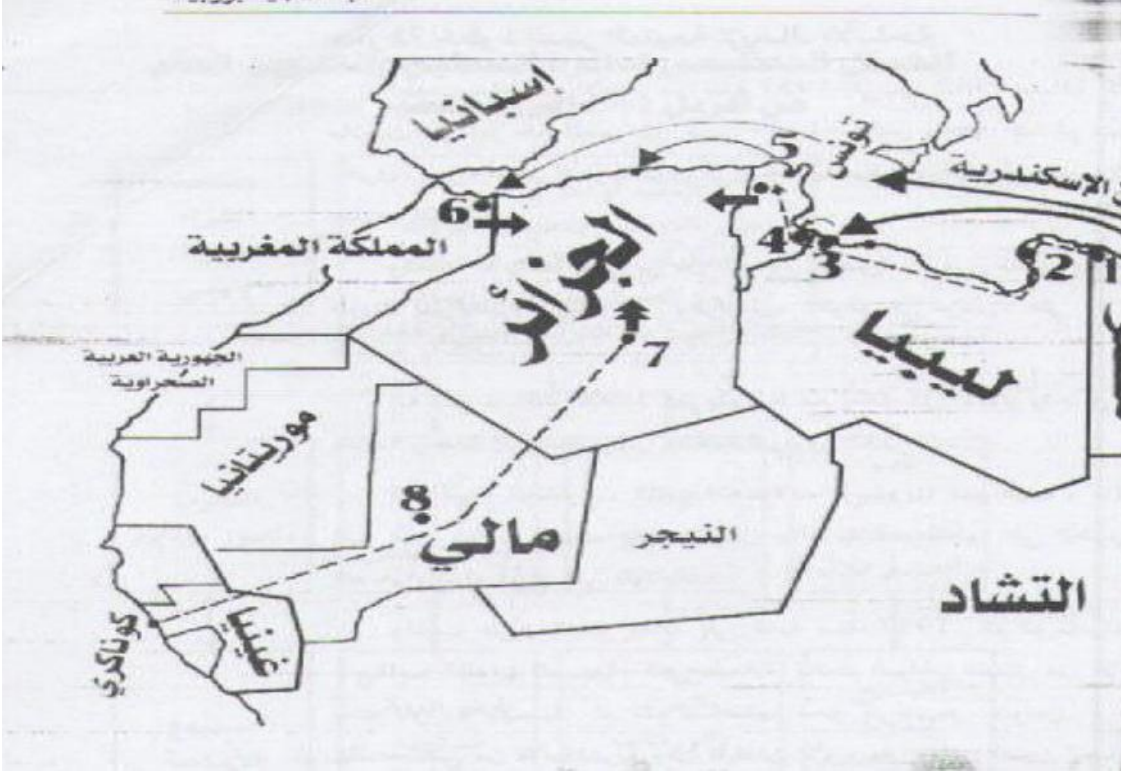 اسبانيا
تونس
5
الإسكندرية
6
المملكة المغربية
الجزائر
4
3
2
1
ليبيا
7
الجمهورية العربية
الصحراوية
موريتانيا
8
مالي
النيجر
التشاد
غينيا
كوناكري